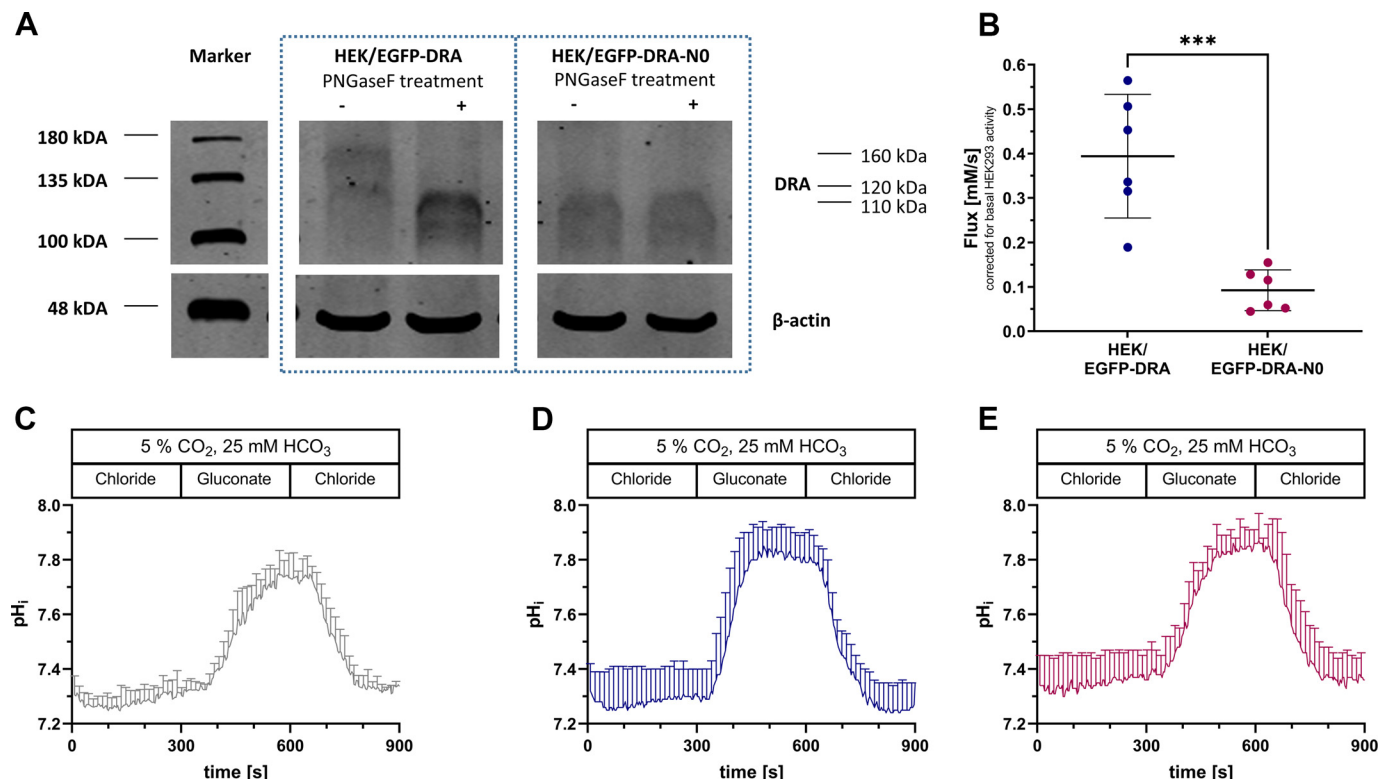 A
Marker
HEK/EGFP-DRA
PNGaseF treatment
- +
HEK/EGFP-DRA-N0
PNGaseF treatment
- +
180 kDA
135 kDA
100 kDA
48 kDA
DRA
160 kDa
120 kDa
110 kDa
β-actin
B
***
Flux [mM/s]
corrected for basal HEK293 activity
0.6
0.5
0.4
0.3
0.2
0.1
0.0
HEK/
EGFP-DRA
HEK/
EGFP-DRA-N0
C
5 % CO₂, 25 mM HCO₃
Chloride Gluconate Chloride
pHᵢ
8.0
7.8
7.6
7.4
7.2
0 300 600 900
time [s]
D
5 % CO₂, 25 mM HCO₃
Chloride Gluconate Chloride
pHᵢ
8.0
7.8
7.6
7.4
7.2
0 300 600 900
time [s]
E
5 % CO₂, 25 mM HCO₃
Chloride Gluconate Chloride
pHᵢ
8.0
7.8
7.6
7.4
7.2
0 300 600 900
time [s]